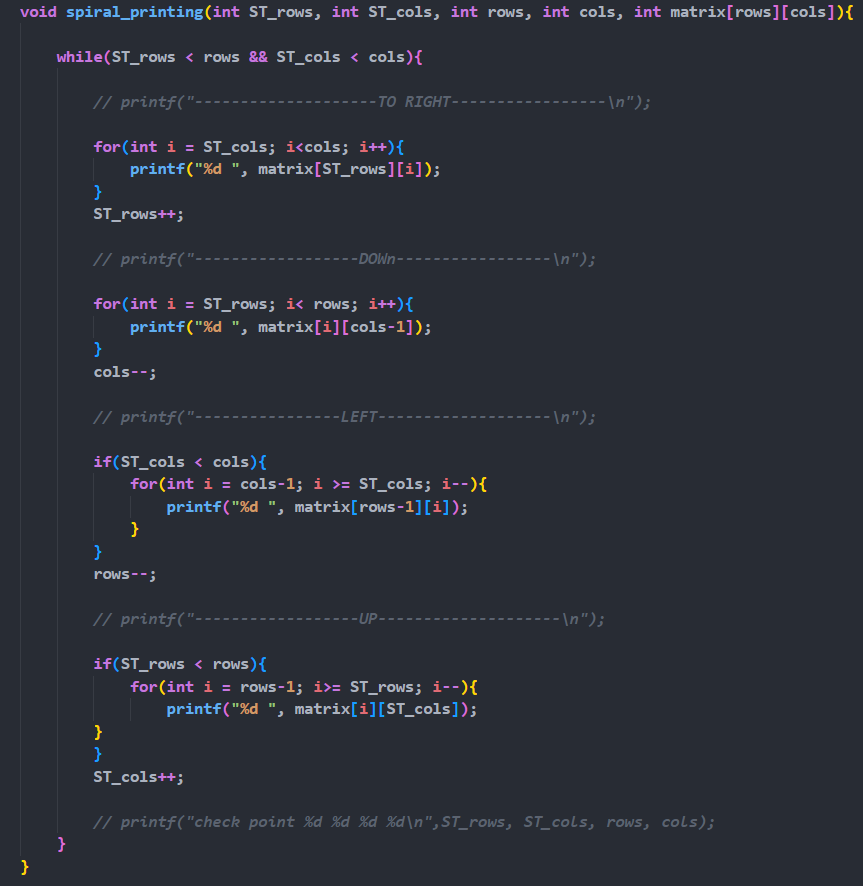 void spiral_printing(int ST_rows, int ST_cols, int rows, int cols, int matrix[rows][cols]){
while(ST_rows < rows && ST_cols < cols){
// printf("--------------------TO RIGHT-----------------\n");
for(int i = ST_cols; i<cols; i++){
printf("%d ", matrix[ST_rows][i]);
}
ST_rows++;
// printf("------------------DOWn-----------------\n");
for(int i = ST_rows; i< rows; i++){
printf("%d ", matrix[i][cols-1]);
}
cols--;
// printf("----------------LEFT-------------------\n");
if(ST_cols < cols){
for(int i = cols-1; i >= ST_cols; i--){
printf("%d ", matrix[rows-1][i]);
}
}
rows--;
// printf("------------------UP--------------------\n");
if(ST_rows < rows){
for(int i = rows-1; i>= ST_rows; i--){
printf("%d ", matrix[i][ST_cols]);
}
}
ST_cols++;
// printf("check point %d %d %d %d\n",ST_rows, ST_cols, rows, cols);
}
}